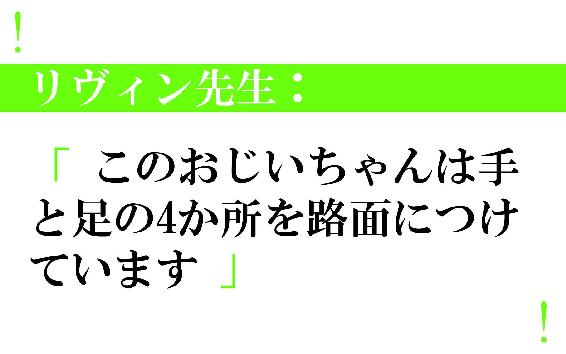 !
リヴィン先生：
「 このおじいちゃんは手
と足の4か所を路面につけ
ています 」
!